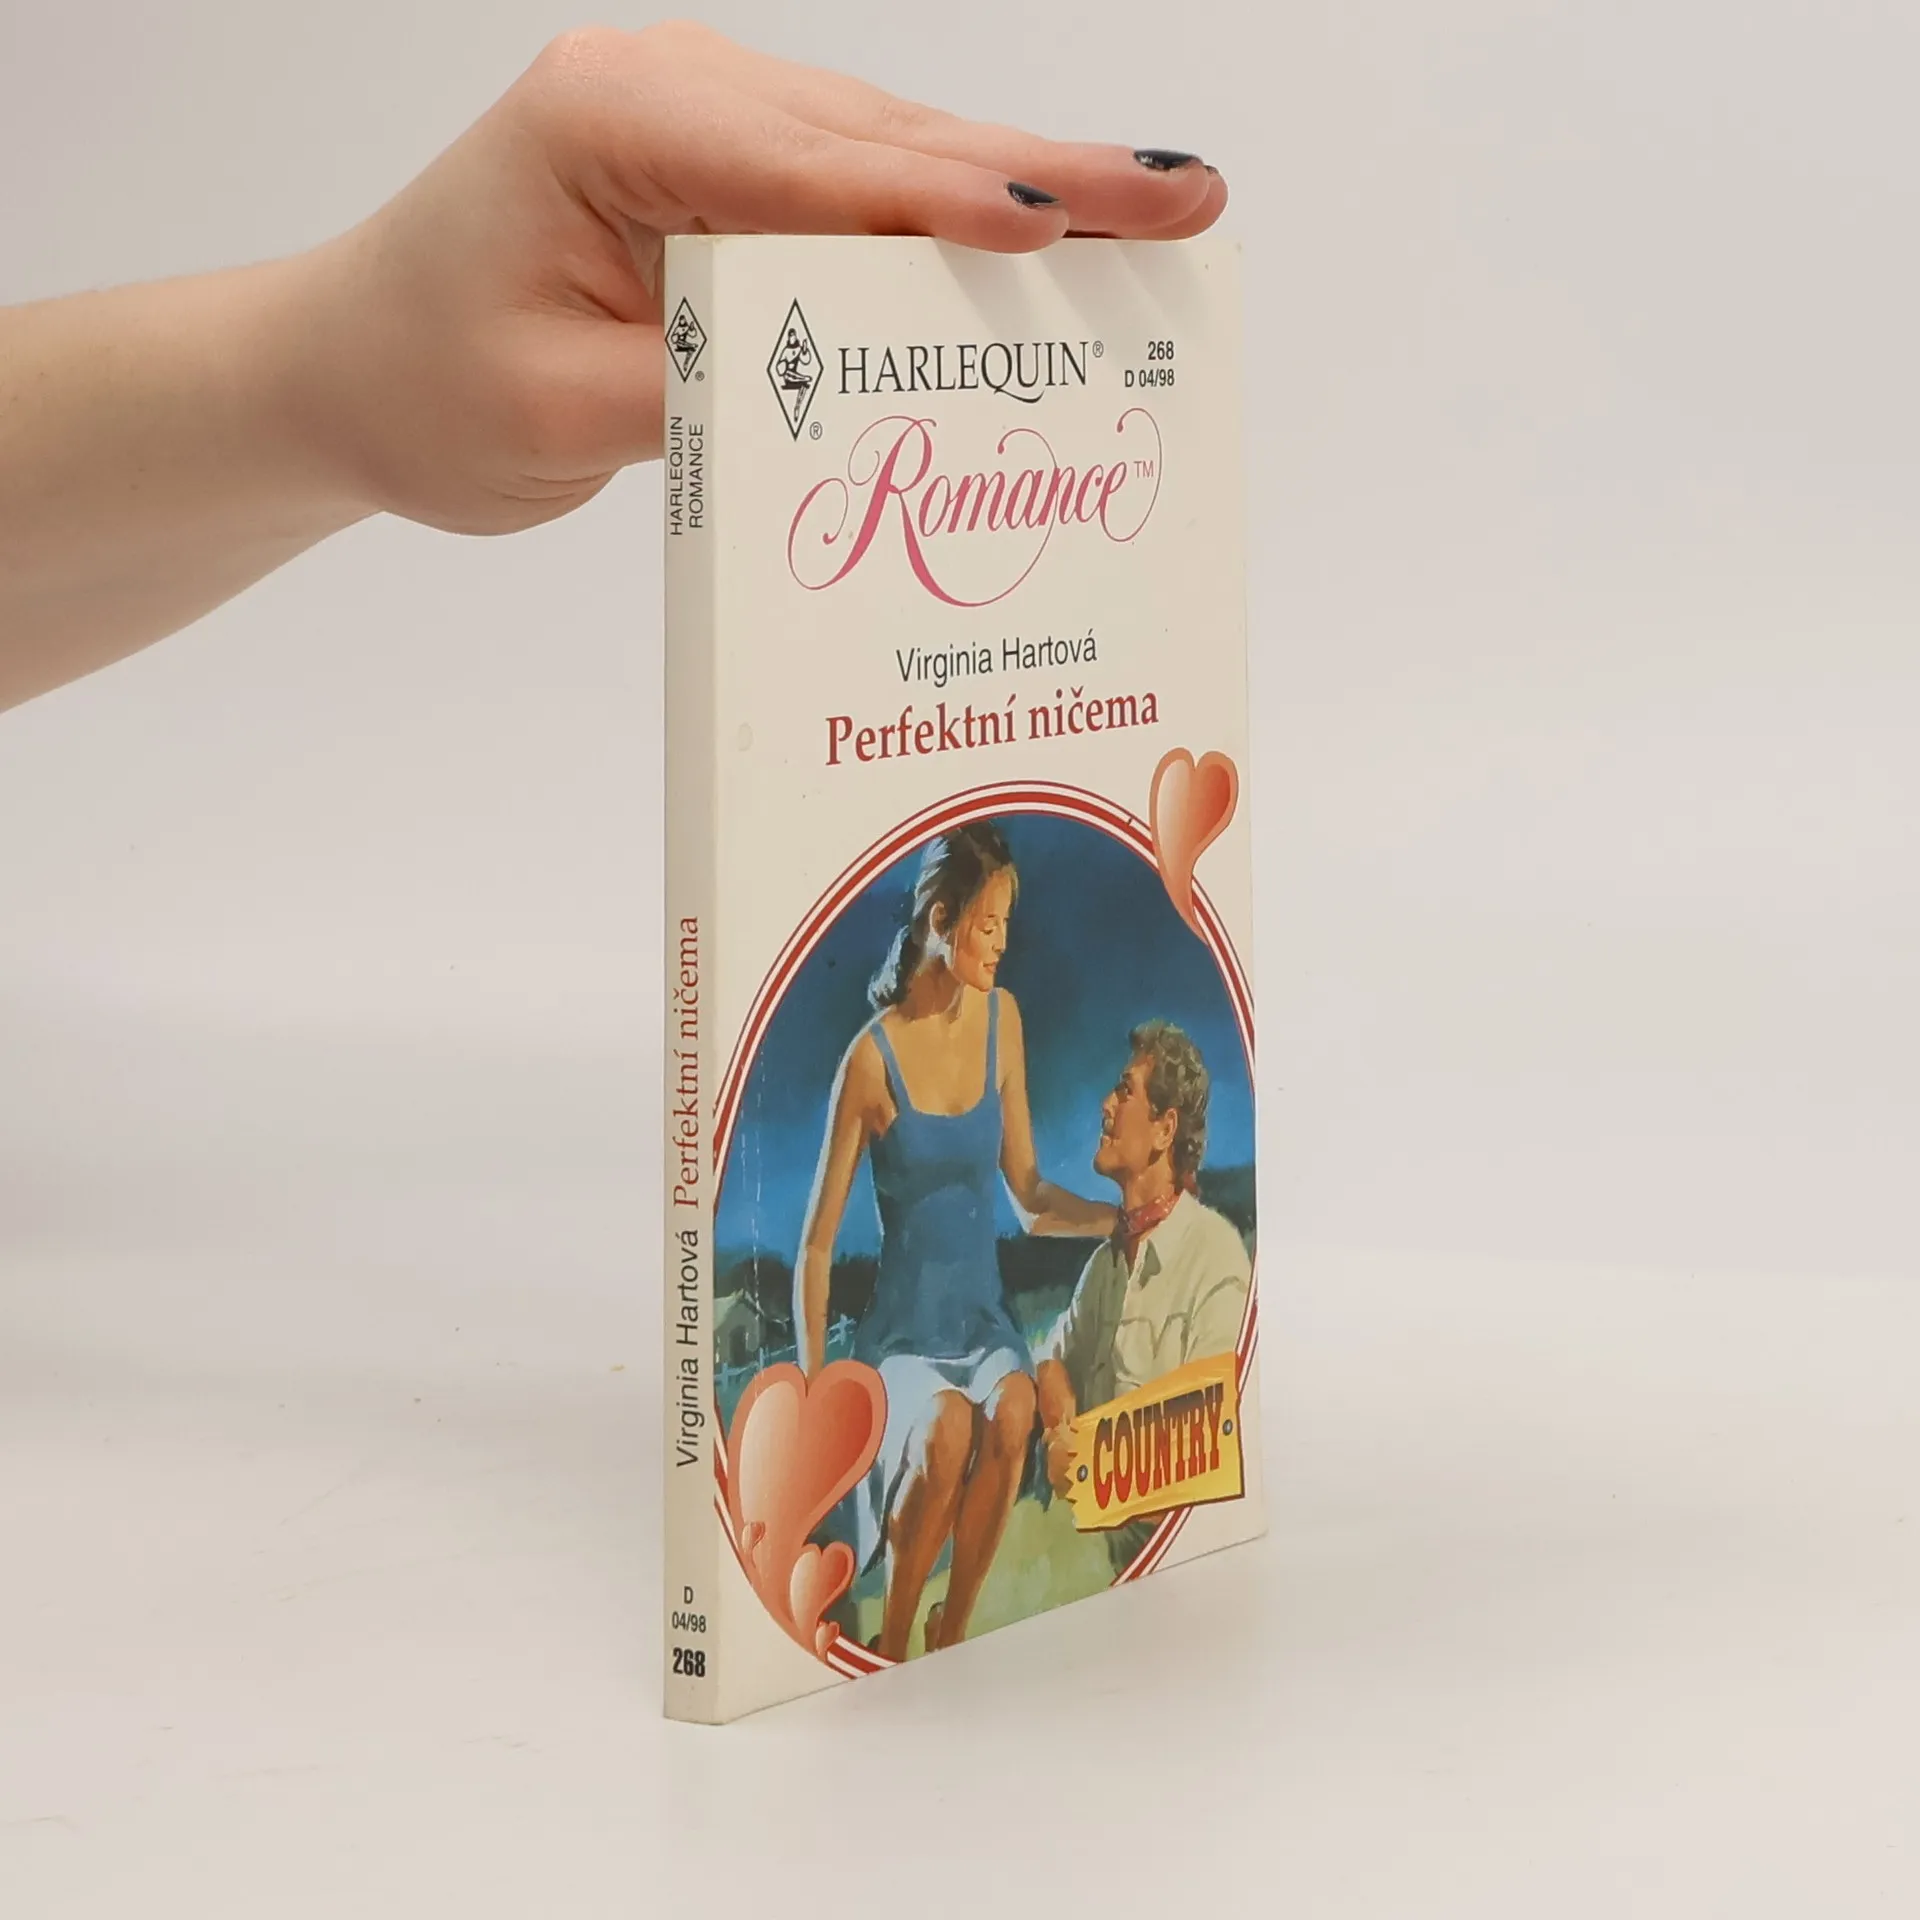 HARLEQUIN®
268
D 04/98
®
Romance™
Virginia Hartová
Perfektní ničema
COUNTRY
®
HARLEQUIN
ROMANCE
Virginia Hartová Perfektní ničema
D
04/98
268